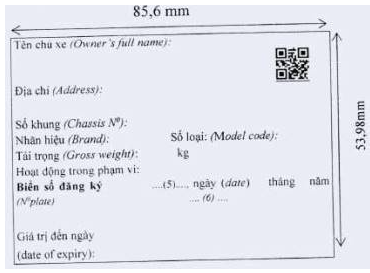 85,6 mm
Tên chủ xe (Owner's full name):
Địa chỉ (Address):
Số khung (Chassis Nº):
Nhãn hiệu (Brand): Số loại: (Model code):
Tải trọng (Gross weight): kg
Hoạt động trong phạm vi:
Biển số đăng ký ....(5)...., ngày (date) tháng năm
(Nºplate) .... (6) ....
Giá trị đến ngày
(date of expiry):
53,98mm